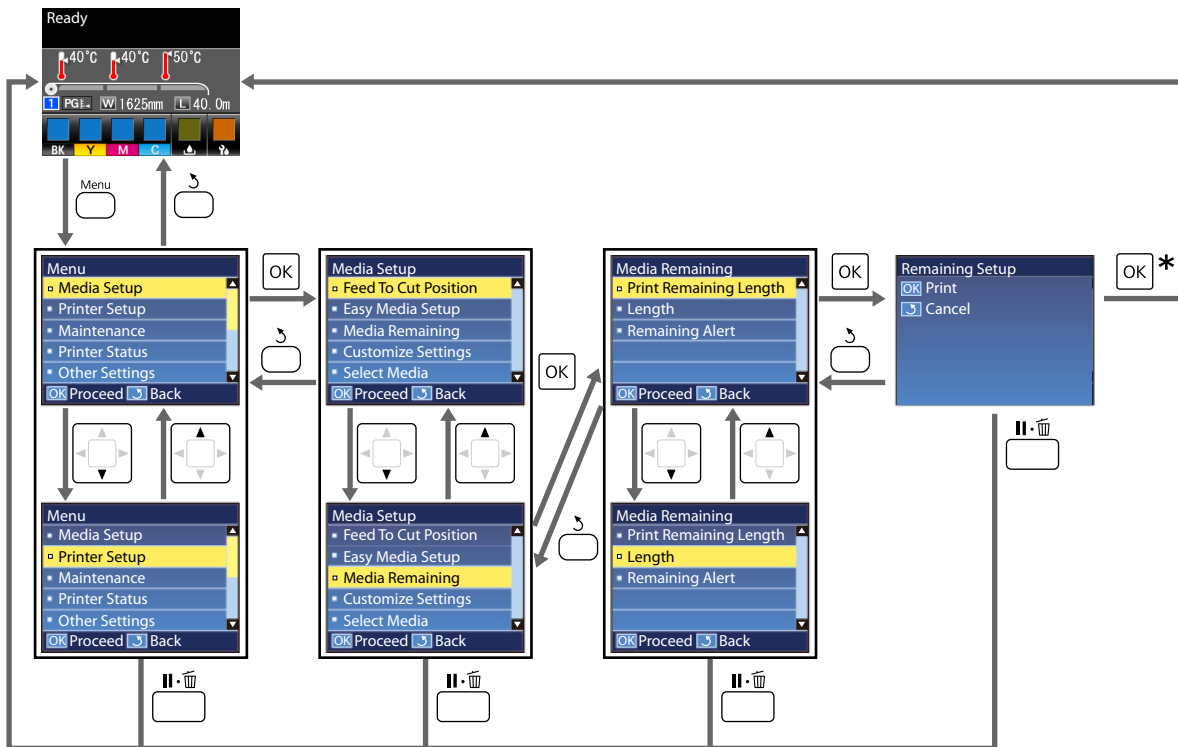 Ready
40°C 40°C 50°C
1 PG W 1625mm L 40.0m
BK Y M C
Menu
Menu
Media Setup
Printer Setup
Maintenance
Printer Status
Other Settings
OK Proceed Back
OK
Media Setup
Feed To Cut Position
Easy Media Setup
Media Remaining
Customize Settings
Select Media
OK Proceed Back
OK
Media Remaining
Print Remaining Length
Length
Remaining Alert
OK Proceed Back
OK
Remaining Setup
OK Print
Cancel
OK *
Menu
Media Setup
Printer Setup
Maintenance
Printer Status
Other Settings
OK Proceed Back
Media Setup
Feed To Cut Position
Easy Media Setup
Media Remaining
Customize Settings
Select Media
OK Proceed Back
Media Remaining
Print Remaining Length
Length
Remaining Alert
OK Proceed Back